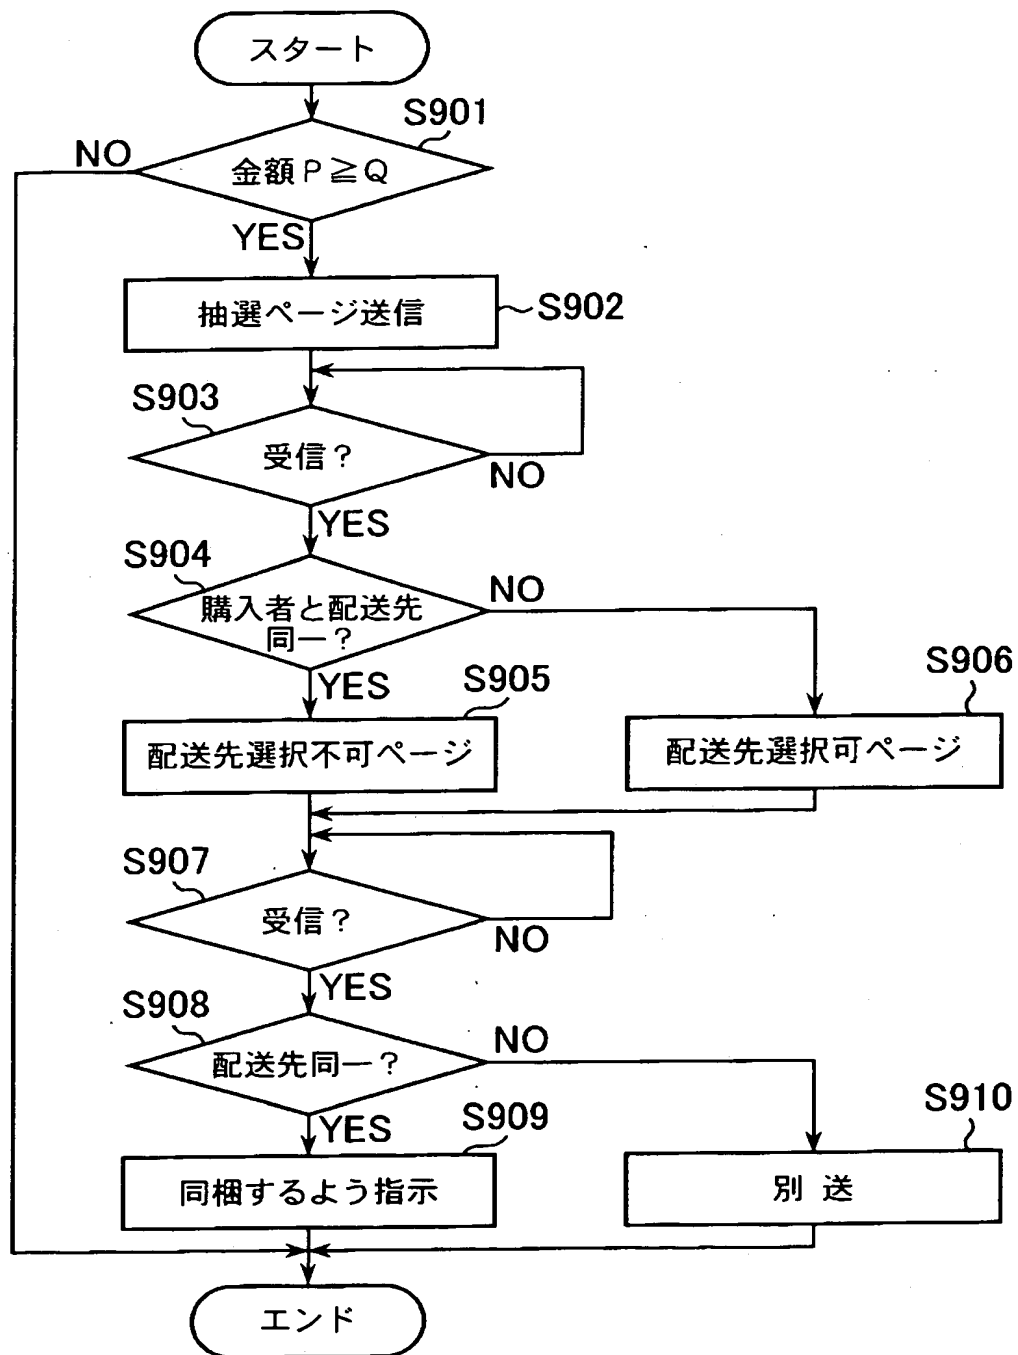 スタート
S901
NO
金額P≧Q
YES
抽選ページ送信
S902
S903
受信？
NO
YES
S904
NO
購入者と配送先
同一？
YES
S905
S906
配送先選択不可ページ
配送先選択可ページ
S907
受信？
NO
YES
S908
NO
配送先同一？
YES
S909
S910
同梱するよう指示
別 送
エンド